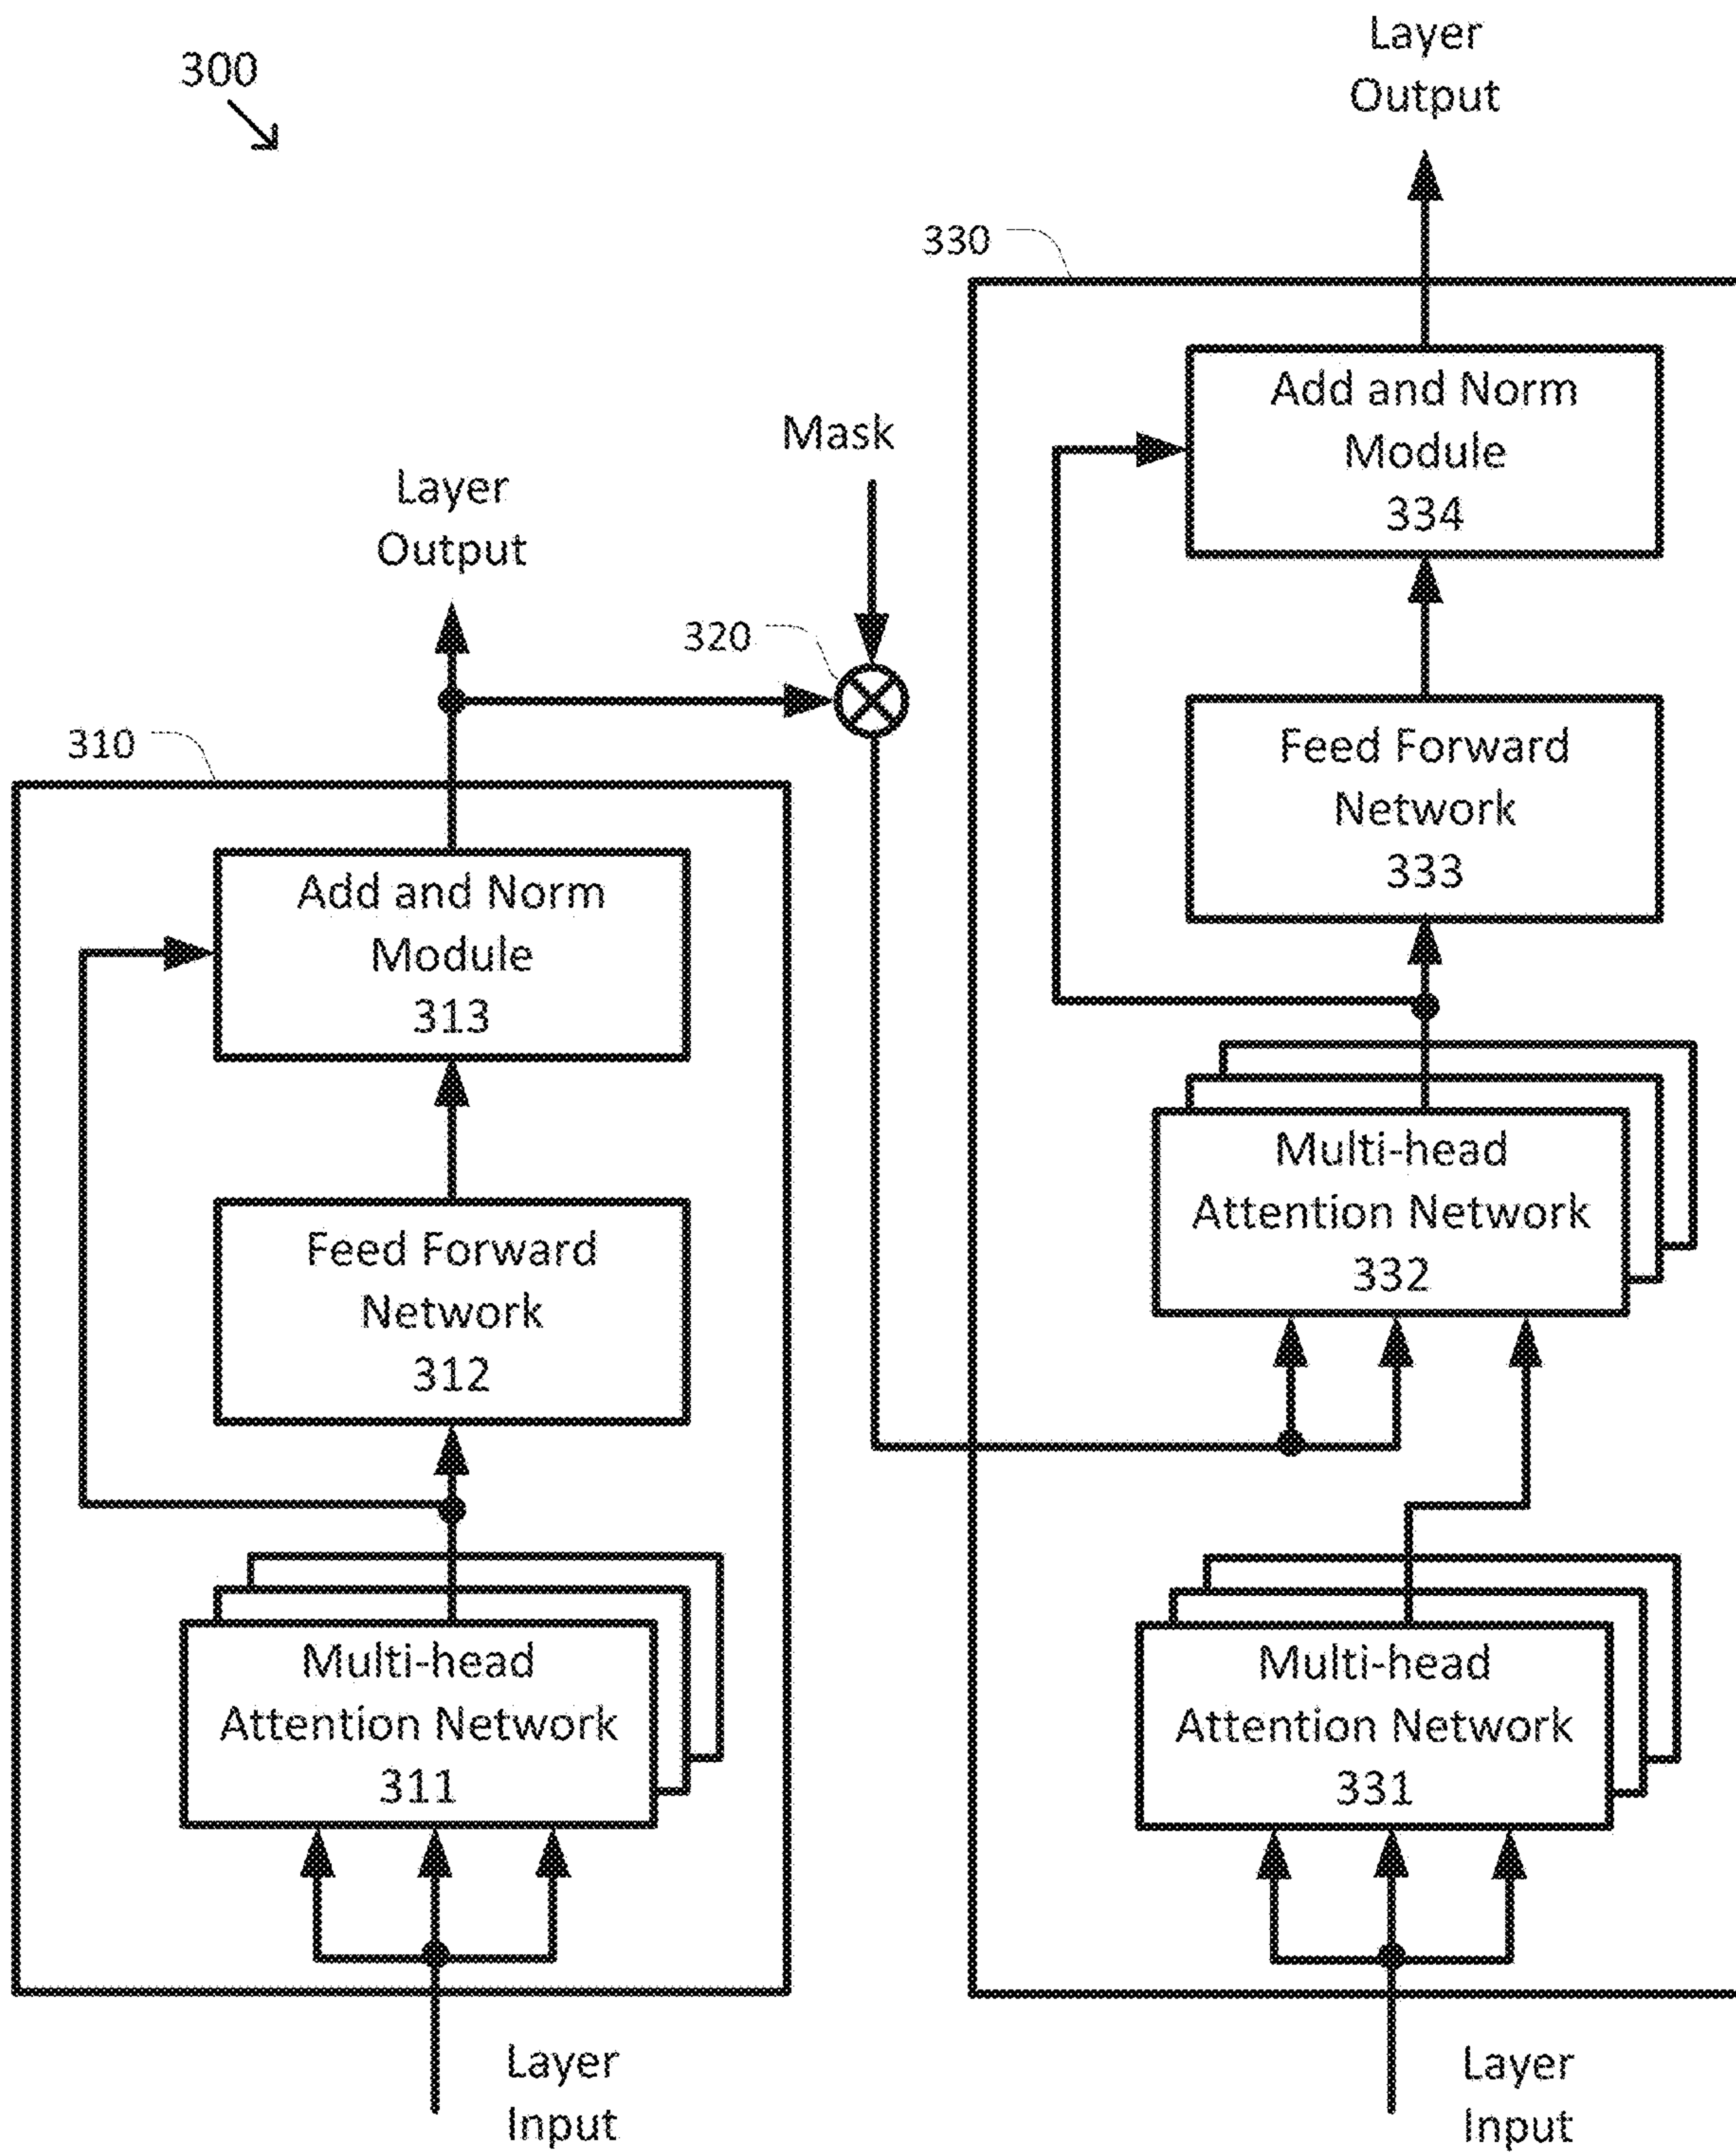 300
Layer
Output
330
Add and Norm
Module
334
Mask
Layer
Output
320
Feed Forward
Network
333
310
Add and Norm
Module
313
Multi-head
Attention Network
332
Feed Forward
Network
312
Multi-head
Attention Network
311
Multi-head
Attention Network
331
Layer
Input
Layer
Input